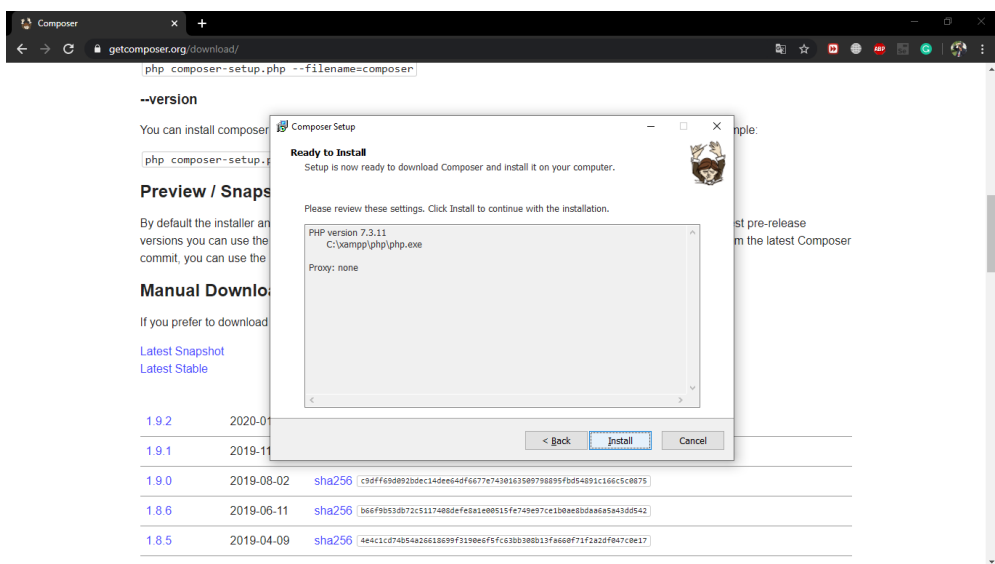 Composer
getcomposer.org/download/
php composer-setup.php --filename=composer
--version
You can install composer
mple:
php composer-setup.p
Preview / Snaps
By default the installer an
st pre-release
versions you can use the
m the latest Composer
commit, you can use the
Manual Downloa
If you prefer to download
Latest Snapshot
Latest Stable
Composer Setup
Ready to Install
Setup is now ready to download Composer and install it on your computer.
Please review these settings. Click Install to continue with the installation.
PHP version 7.3.11
C:\xampp\php\php.exe
Proxy: none
< Back Install Cancel
1.9.2 2020-01
1.9.1 2019-11
1.9.0 2019-08-02 sha256 c9dff69d092bdec14dee64df6677e7430163509798895fbd54891c166c5c0875
1.8.6 2019-06-11 sha256 b66f9b53db72c5117408defe8a1e00515fe749e97ce1b0ae8bdaa6a5a43dd542
1.8.5 2019-04-09 sha256 4e4c1cd74b54a26618699f3190e6f5fc63bb308b13fa660f71f2a2df047c0e17